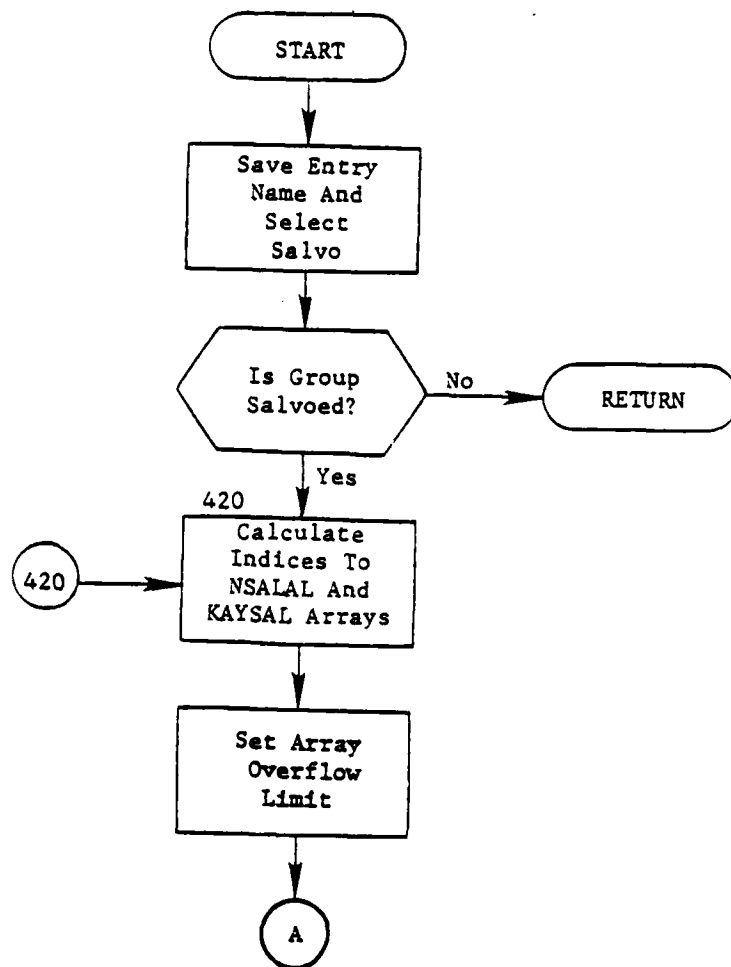 START
Save Entry
Name And
Select
Salvo
Is Group
Salvoed?
No
RETURN
Yes
420
Calculate
Indices To
NSALAL And
KAYSAL Arrays
420
Set Array
Overflow
Limit
A